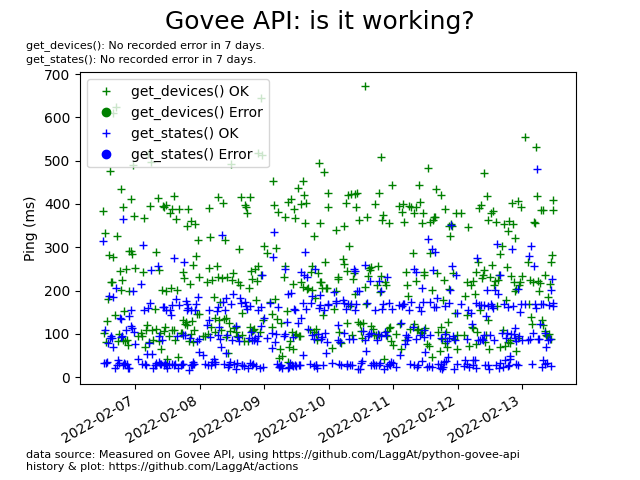 Govee API: is it working?
get_devices(): No recorded error in 7 days.
get_states(): No recorded error in 7 days.
700
600
500
400
300
200
100
0
Ping (ms)
get_devices() OK
get_devices() Error
get_states() OK
get_states() Error
2022-02-07
2022-02-08
2022-02-09
2022-02-10
2022-02-11
2022-02-12
2022-02-13
data source: Measured on Govee API, using https://github.com/LaggAt/python-govee-api
history & plot: https://github.com/LaggAt/actions